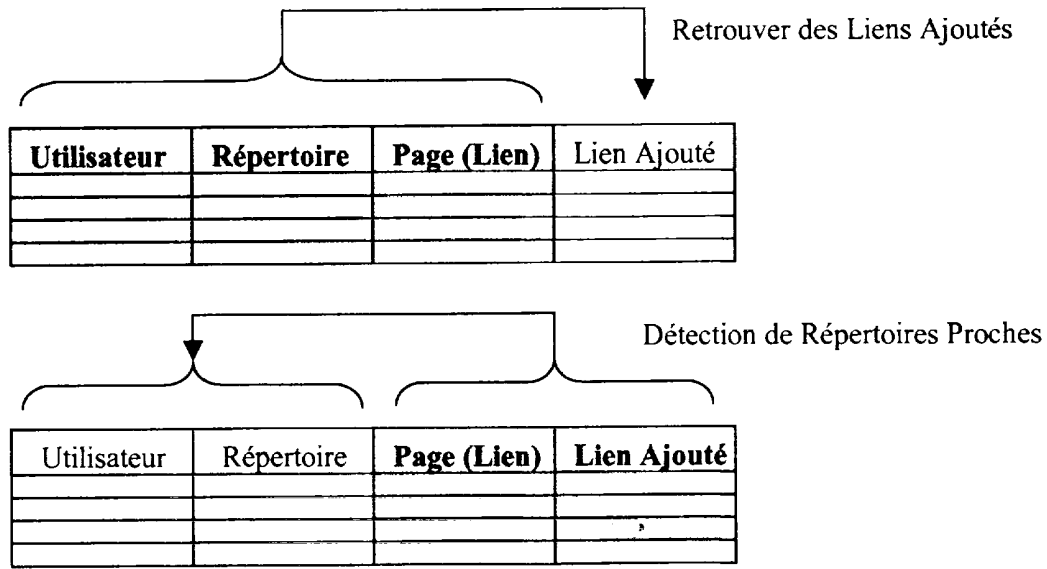 Retrouver des Liens Ajoutés
Utilisateur Répertoire Page (Lien) Lien Ajouté
Détection de Répertoires Proches
Utilisateur Répertoire Page (Lien) Lien Ajouté